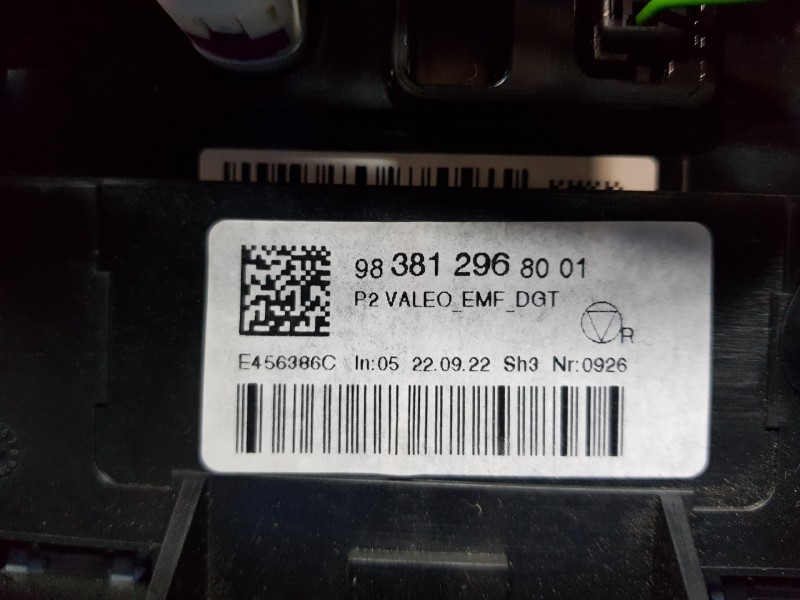 98 381 296 80 01
P2 VALEO_EMF_DGT
R
E456386C In:05 22.09.22 Sh3 Nr:0926